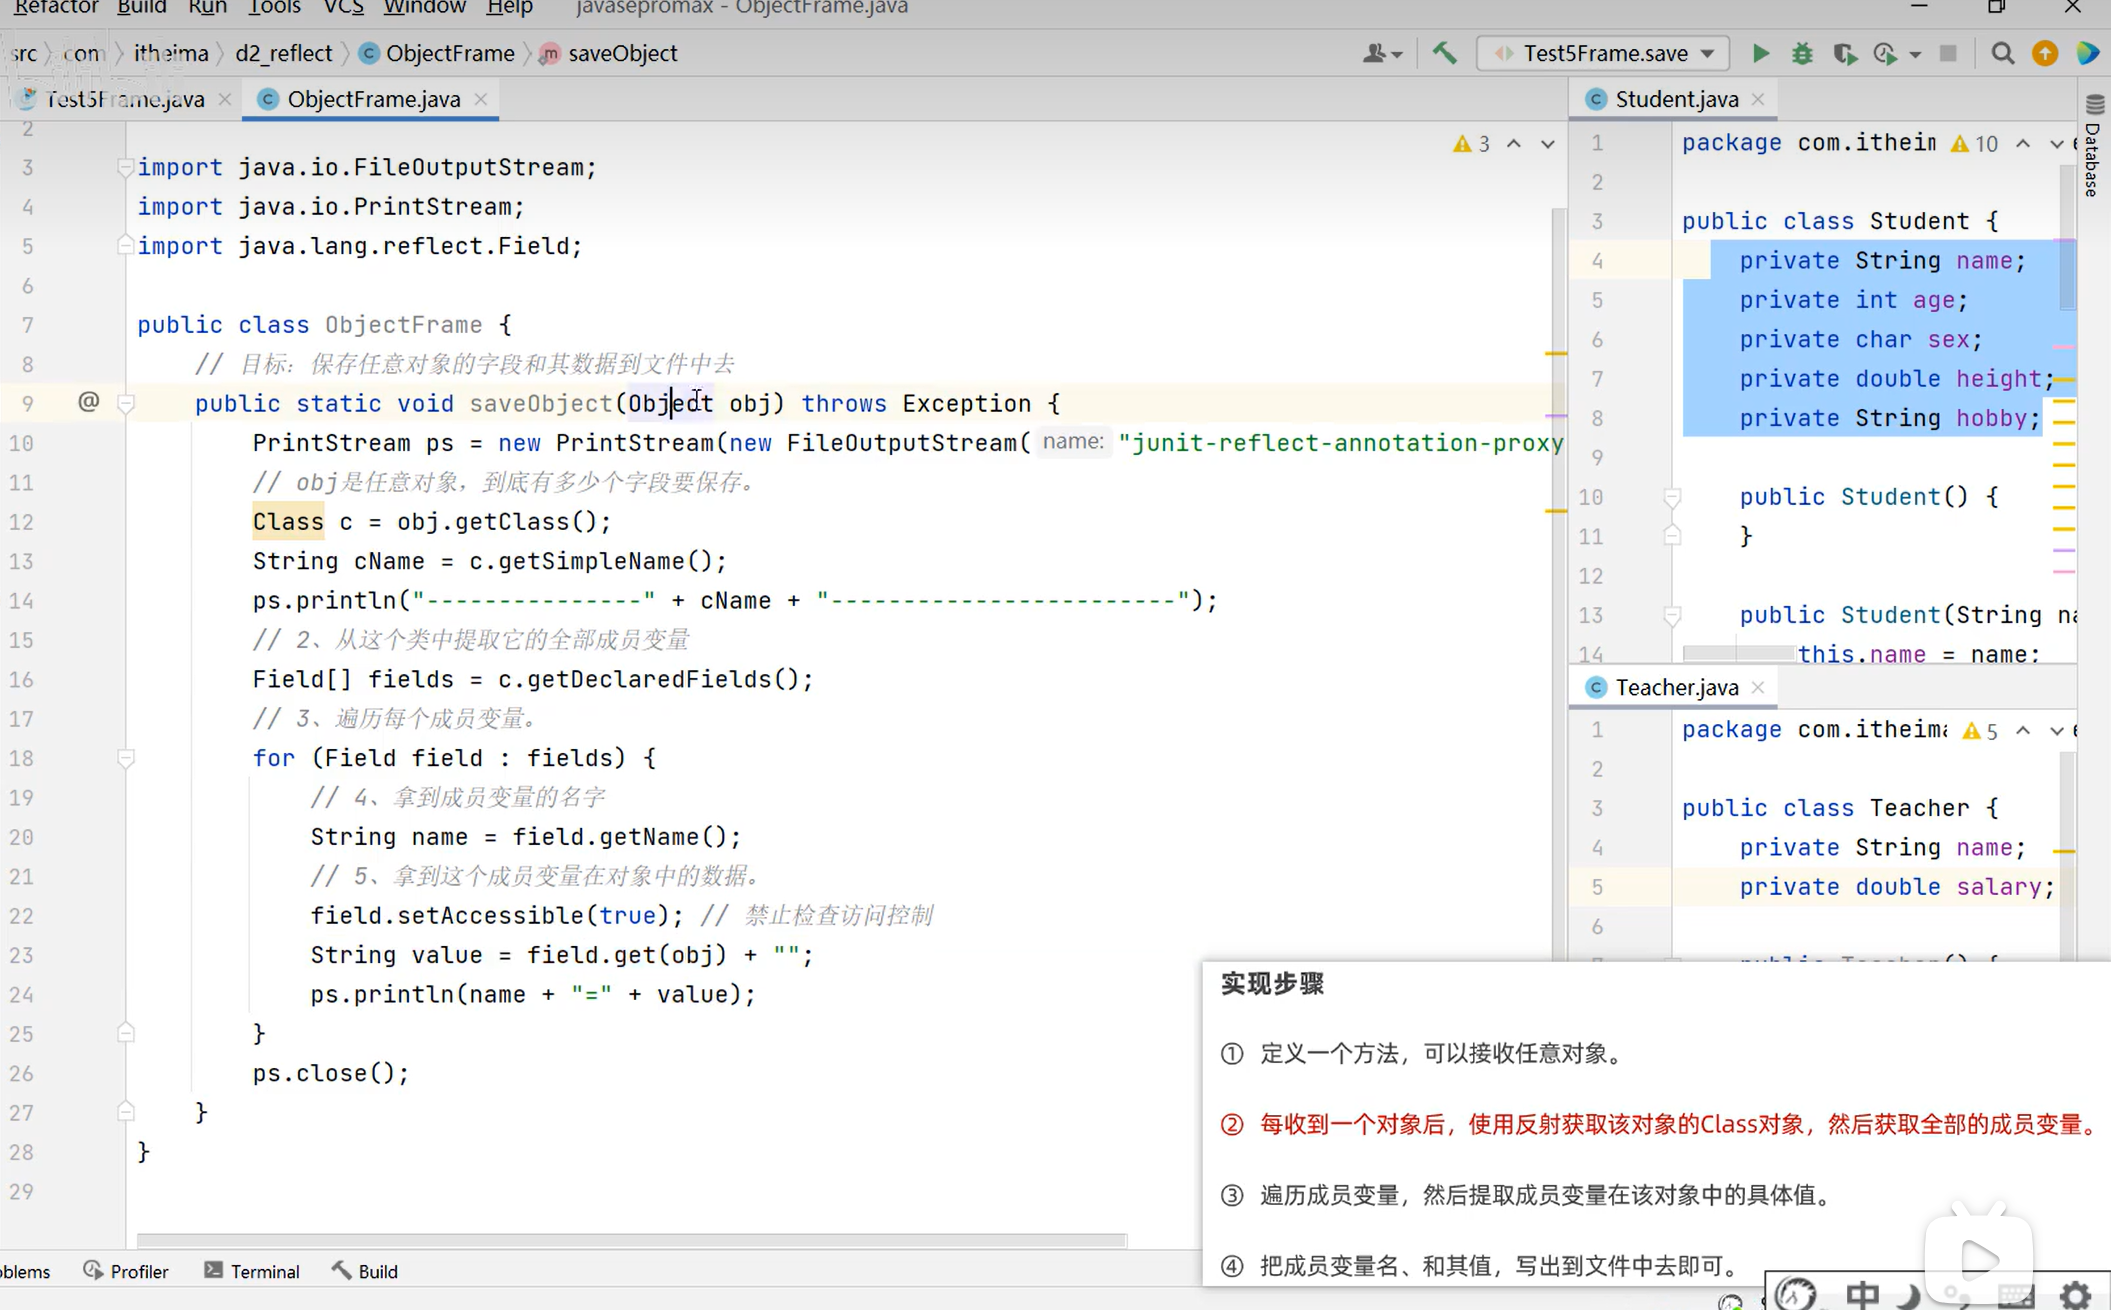 Refactor Build Run Tools VCS Window Help javasepromax - ObjectFrame.java
src com itheima d2_reflect ObjectFrame saveObject Test5Frame.save
Test5Frame.java ObjectFrame.java
2
3 import java.io.FileOutputStream;
4 import java.io.PrintStream;
5 import java.lang.reflect.Field;
6
7 public class ObjectFrame {
8 // 目标：保存任意对象的字段和其数据到文件中去
9 @ public static void saveObject(Object obj) throws Exception {
10 PrintStream ps = new PrintStream(new FileOutputStream( name: "junit-reflect-annotation-proxy
11 // obj是任意对象，到底有多少个字段要保存。
12 Class c = obj.getClass();
13 String cName = c.getSimpleName();
14 ps.println("---------------" + cName + "------------------------");
15 // 2、从这个类中提取它的全部成员变量
16 Field[] fields = c.getDeclaredFields();
17 // 3、遍历每个成员变量。
18 for (Field field : fields) {
19 // 4、拿到成员变量的名字
20 String name = field.getName();
21 // 5、拿到这个成员变量在对象中的数据。
22 field.setAccessible(true); // 禁止检查访问控制
23 String value = field.get(obj) + "";
24 ps.println(name + "=" + value);
25 }
26 ps.close();
27 }
28 }
29
3
Student.java
1 package com.itheim 10
2
3 public class Student {
4 private String name;
5 private int age;
6 private char sex;
7 private double height;
8 private String hobby;
9
10 public Student() {
11 }
12
13 public Student(String na
14 this.name = name;
Database
Teacher.java
1 package com.itheima 5
2
3 public class Teacher {
4 private String name;
5 private double salary;
6
实现步骤
① 定义一个方法，可以接收任意对象。
② 每收到一个对象后，使用反射获取该对象的Class对象，然后获取全部的成员变量。
③ 遍历成员变量，然后提取成员变量在该对象中的具体值。
④ 把成员变量名、和其值，写出到文件中去即可。
oblems Profiler Terminal Build
中